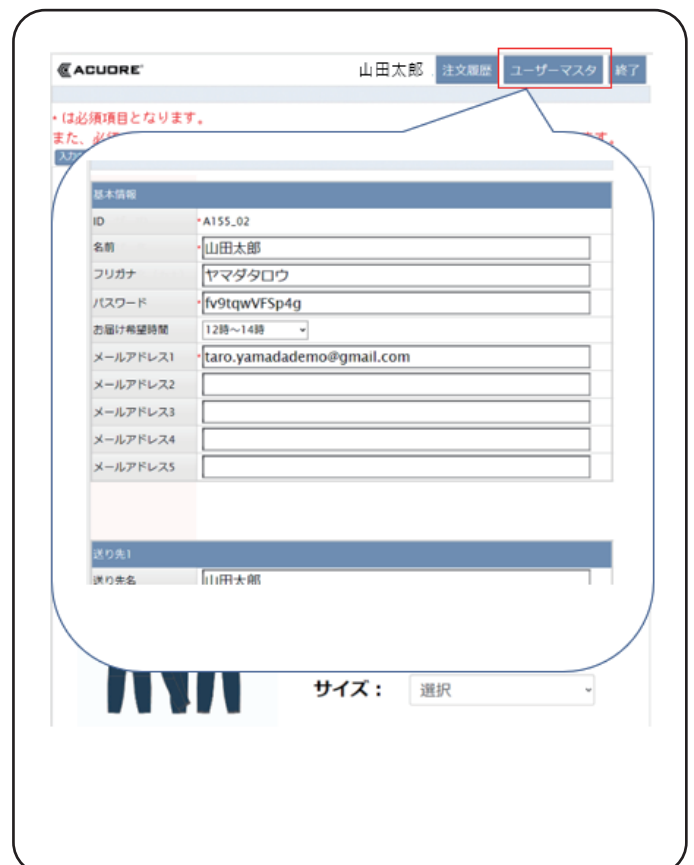 ACUORE
山田太郎 注文履歴 ユーザーマスタ 終了
* は必須項目となります。
また、必須 ます。
入力
基本情報
ID *A155_02
名前 *山田太郎
フリガナ ヤマダタロウ
パスワード *fv9tqwVFSp4g
お届け希望時間 12時～14時
メールアドレス1 *taro.yamadademo@gmail.com
メールアドレス2
メールアドレス3
メールアドレス4
メールアドレス5
送り先1
送り先名 山田太郎
サイズ： 選択